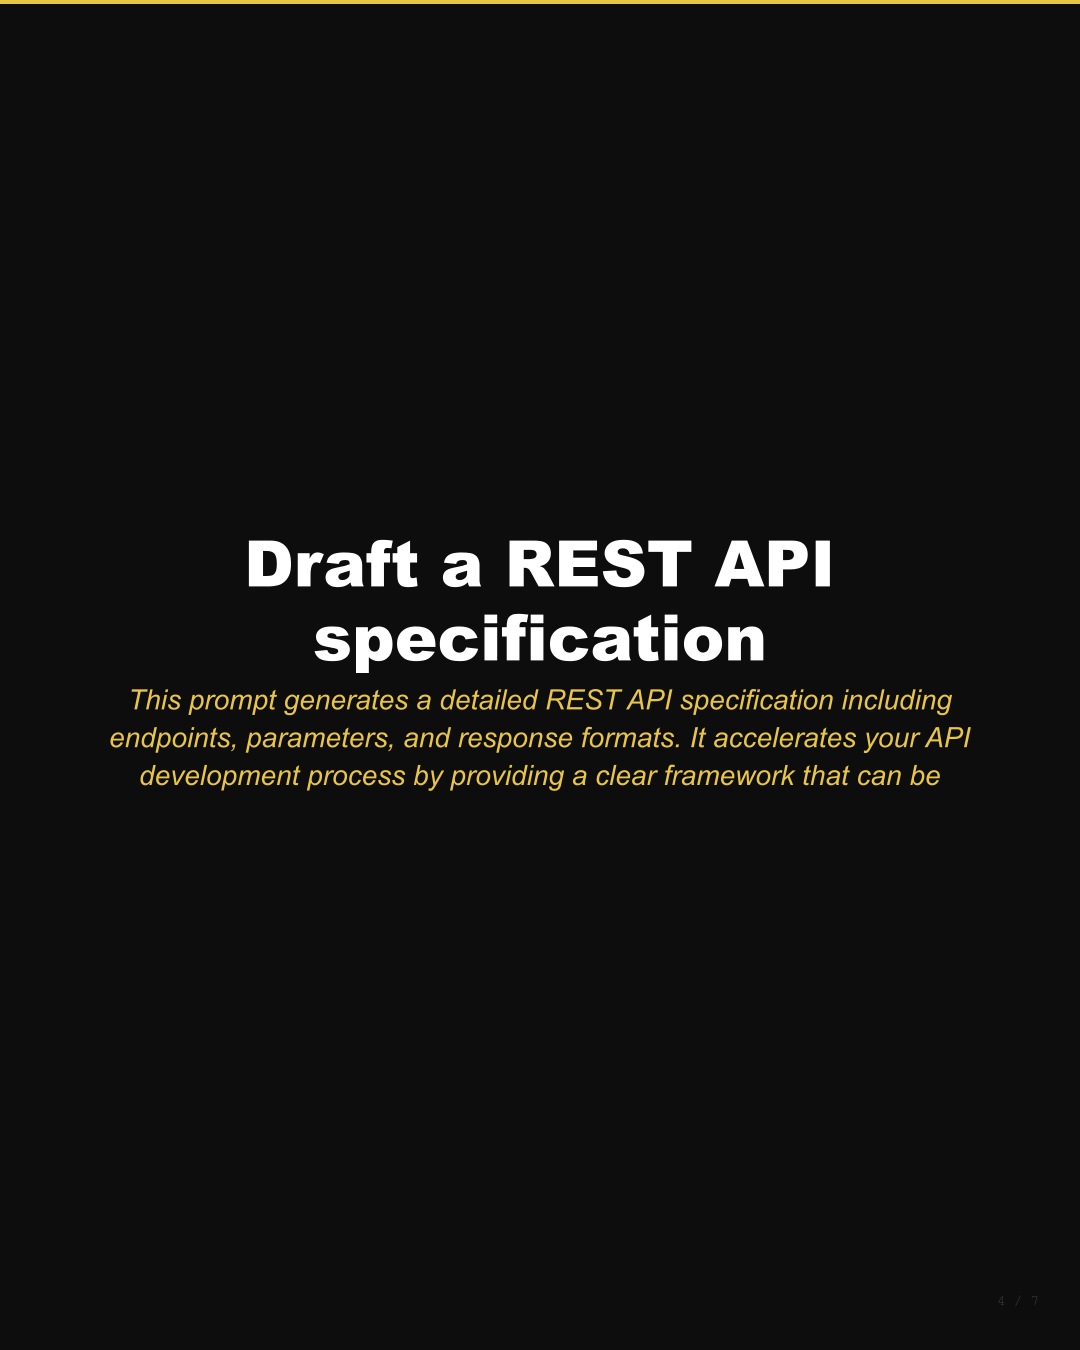 Draft a REST API
specification
This prompt generates a detailed REST API specification including
endpoints, parameters, and response formats. It accelerates your API
development process by providing a clear framework that can be
4 / 7